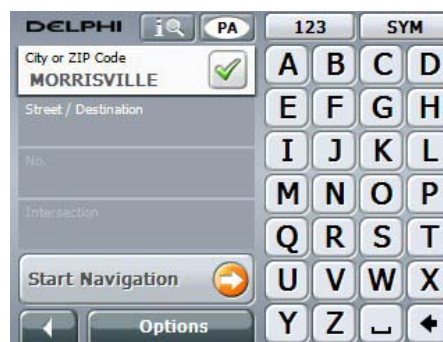 DELPHI
PA
123
SYM
City or ZIP Code
MORRISVILLE
Street / Destination
No.
Intersection
Start Navigation
Options
A B C D
E F G H
I J K L
M N O P
Q R S T
U V W X
Y Z